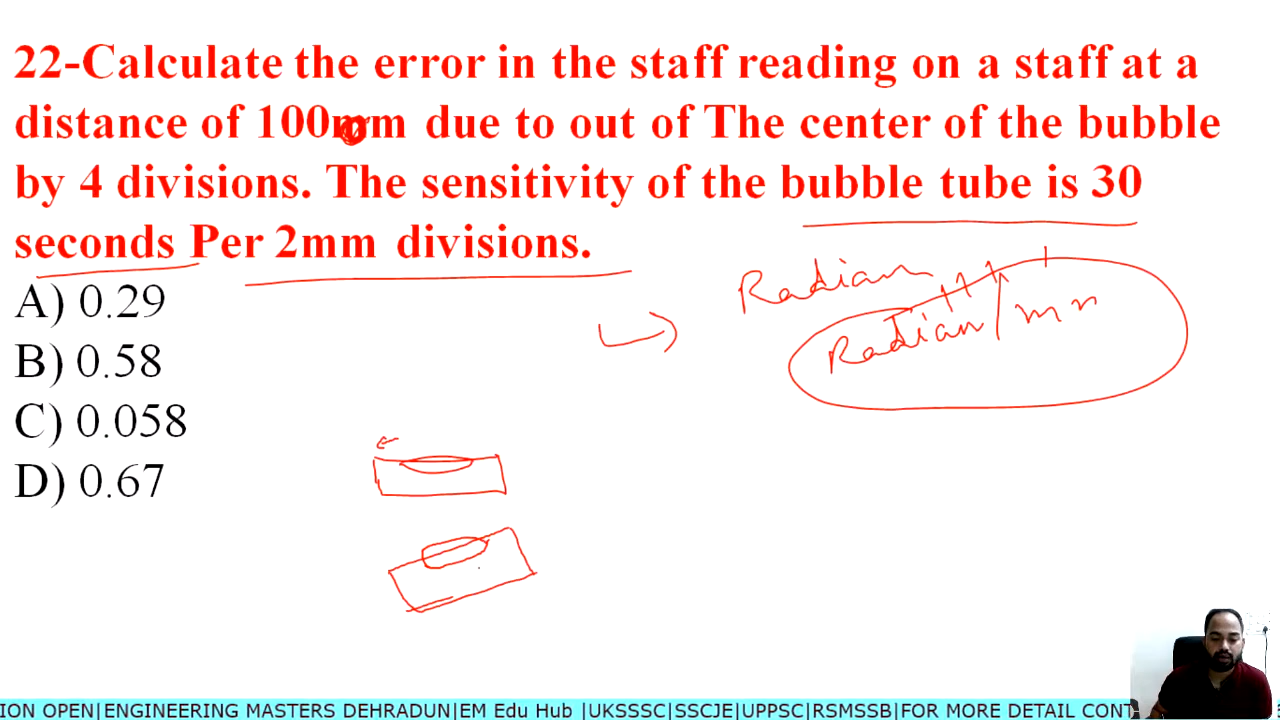 22-Calculate the error in the staff reading on a staff at a
distance of 100mm due to out of The center of the bubble
by 4 divisions. The sensitivity of the bubble tube is 30
seconds Per 2mm divisions.
Radian
Radian/mm
A) 0.29
B) 0.58
C) 0.058
D) 0.67
ION OPEN|ENGINEERING MASTERS DEHRADUN|EM Edu Hub |UKSSSC|SSCJE|UPPSC|RSMSSB|FOR MORE DETAIL CONT